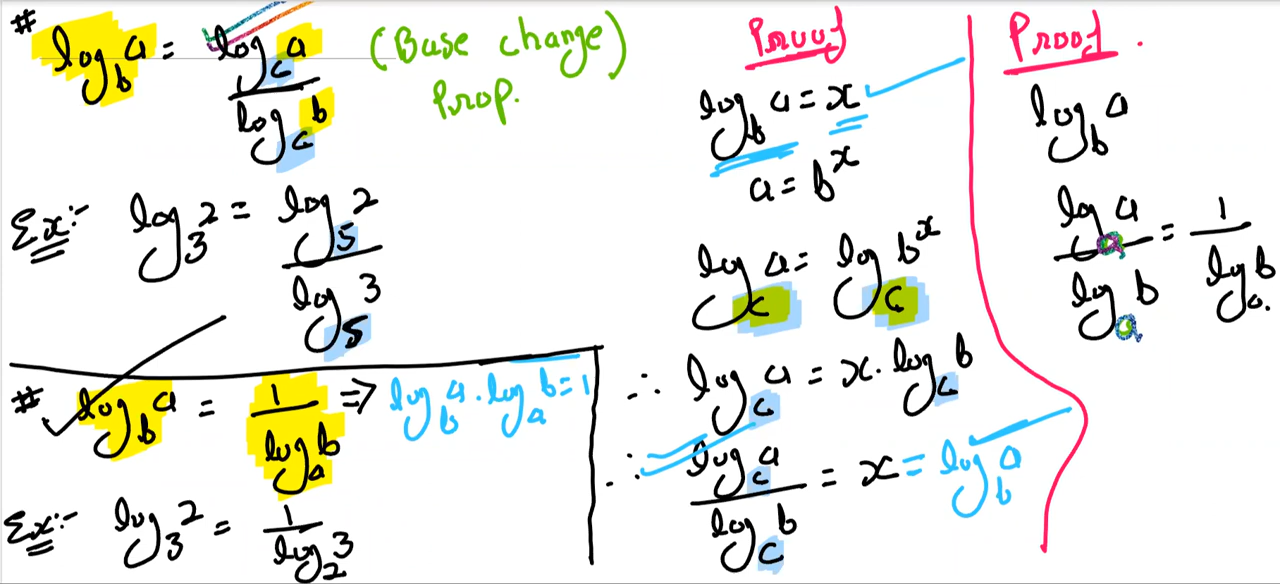 # log_b a = log_c a / log_c b (Base change) Prop.
Ex:- log_3 2 = log_5 2 / log_5 3
# log_b a = 1 / log_a b => log_b a . log_a b = 1
Ex:- log_3 2 = 1 / log_2 3
Proof
log_b a = x
a = b^x
log_c a = log_c b^x
∴ log_c a = x . log_c b
∴ log_c a / log_c b = x = log_b a
Proof .
log_b a
log_a a / log_a b = 1 / log_a b.